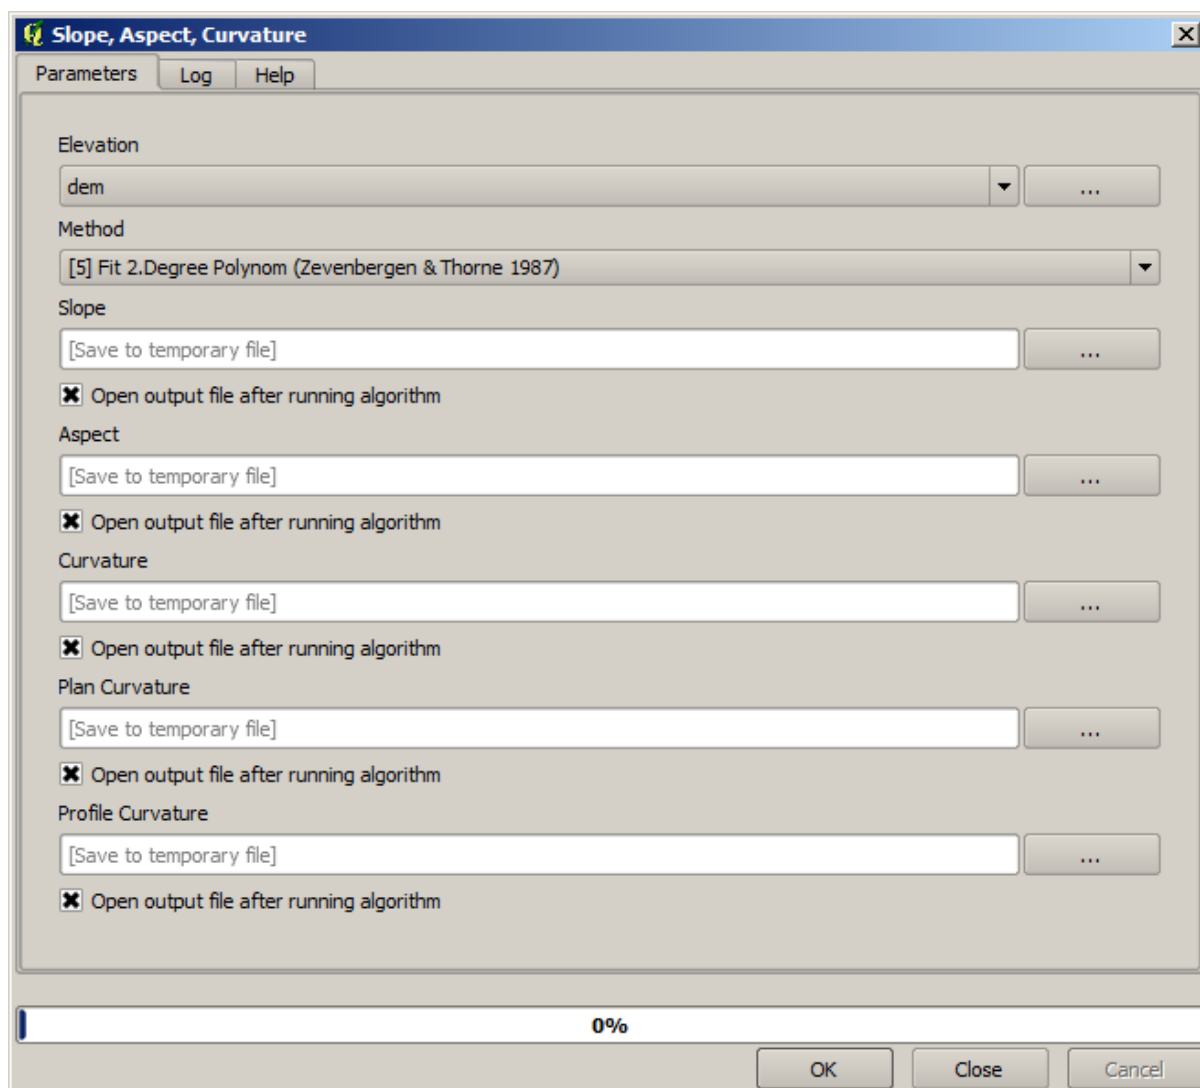 Slope, Aspect, Curvature
Parameters Log Help
Elevation
dem ...
Method
[5] Fit 2.Degree Polynom (Zevenbergen & Thorne 1987)
Slope
[Save to temporary file] ...
Open output file after running algorithm
Aspect
[Save to temporary file] ...
Open output file after running algorithm
Curvature
[Save to temporary file] ...
Open output file after running algorithm
Plan Curvature
[Save to temporary file] ...
Open output file after running algorithm
Profile Curvature
[Save to temporary file] ...
Open output file after running algorithm
0%
OK Close Cancel